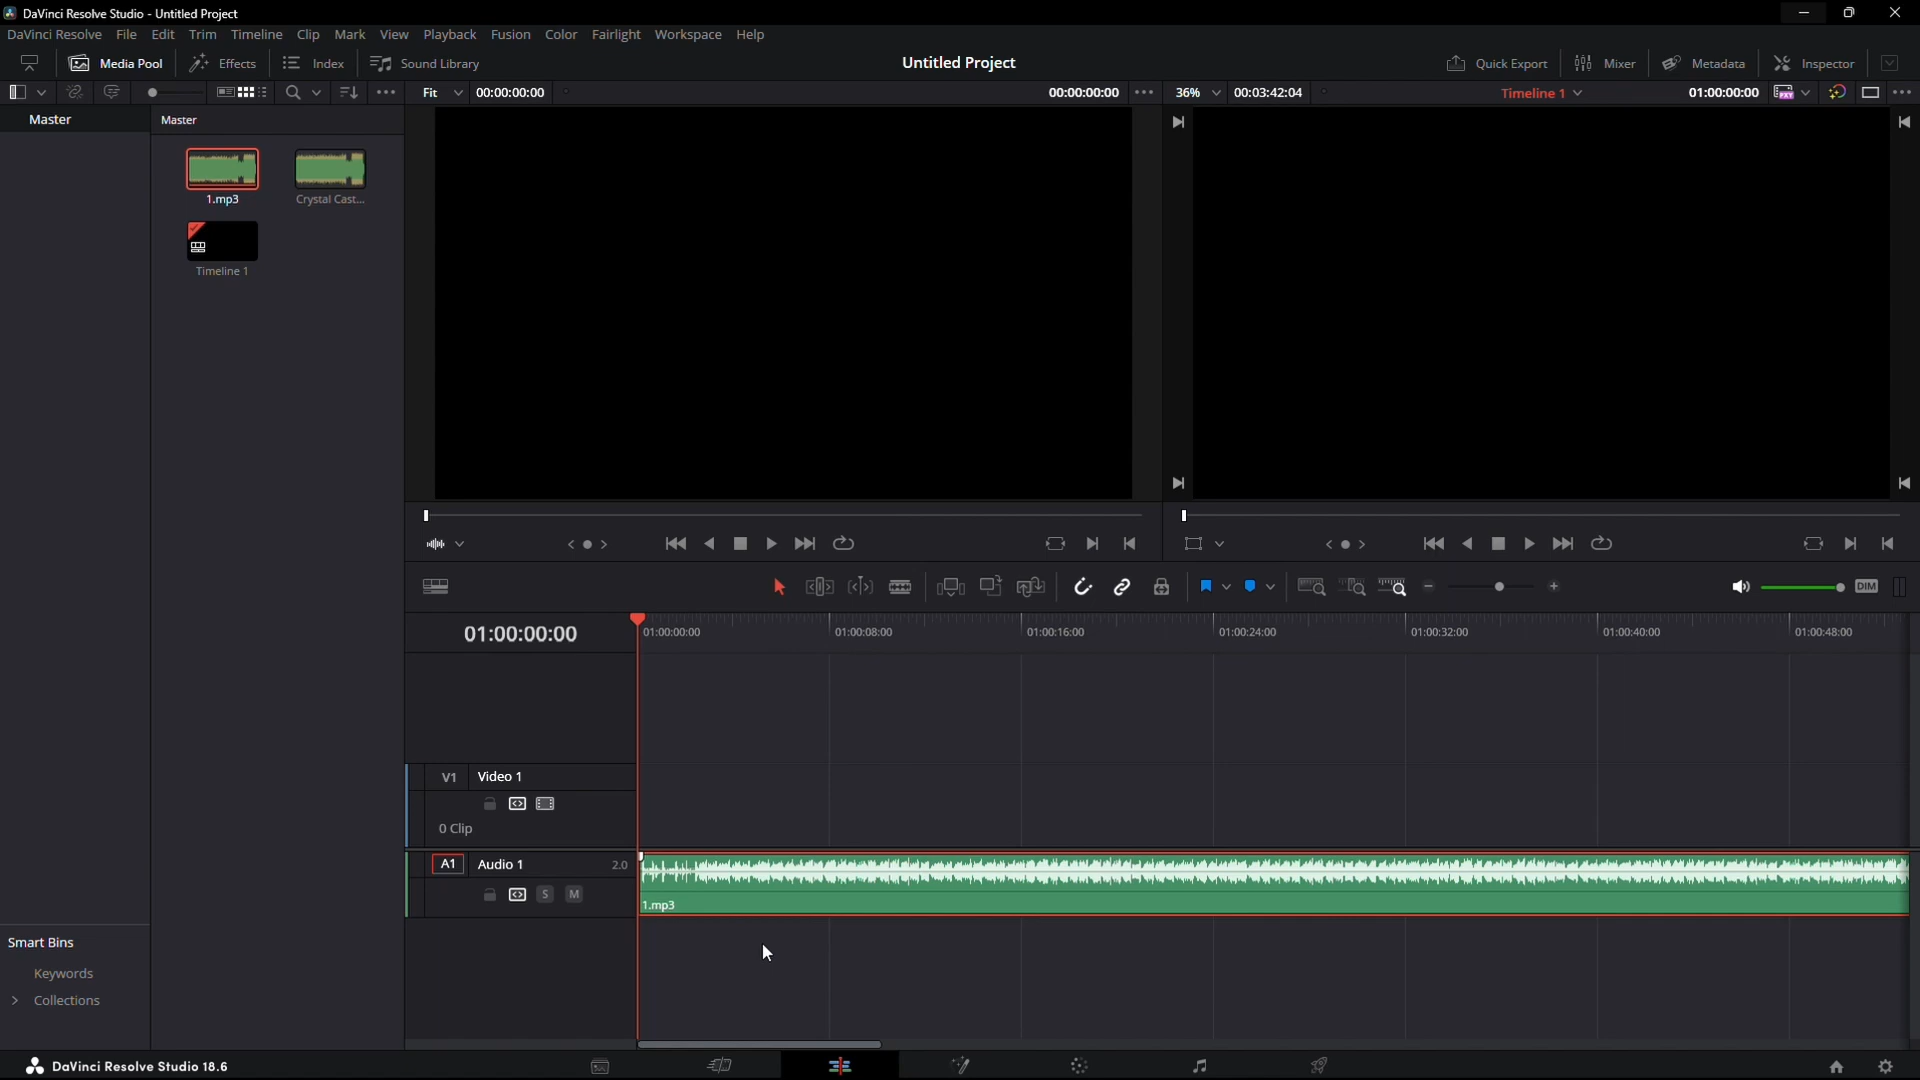 DaVinci Resolve Studio - Untitled Project
DaVinci Resolve File Edit Trim Timeline Clip Mark View Playback Fusion Color Fairlight Workspace Help
Media Pool Effects Index Sound Library Untitled Project Quick Export Mixer Metadata Inspector
Fit 00:00:00:00 00:00:00:00 36% 00:03:42:04 Timeline 1 01:00:00:00
Master Master
1.mp3 Crystal Cast...
Timeline 1
DIM
01:00:00:00 01:00:00:00 01:00:08:00 01:00:16:00 01:00:24:00 01:00:32:00 01:00:40:00 01:00:48:00
V1 Video 1
0 Clip
A1 Audio 1 2.0
S M
1.mp3
Smart Bins
Keywords
Collections
DaVinci Resolve Studio 18.6